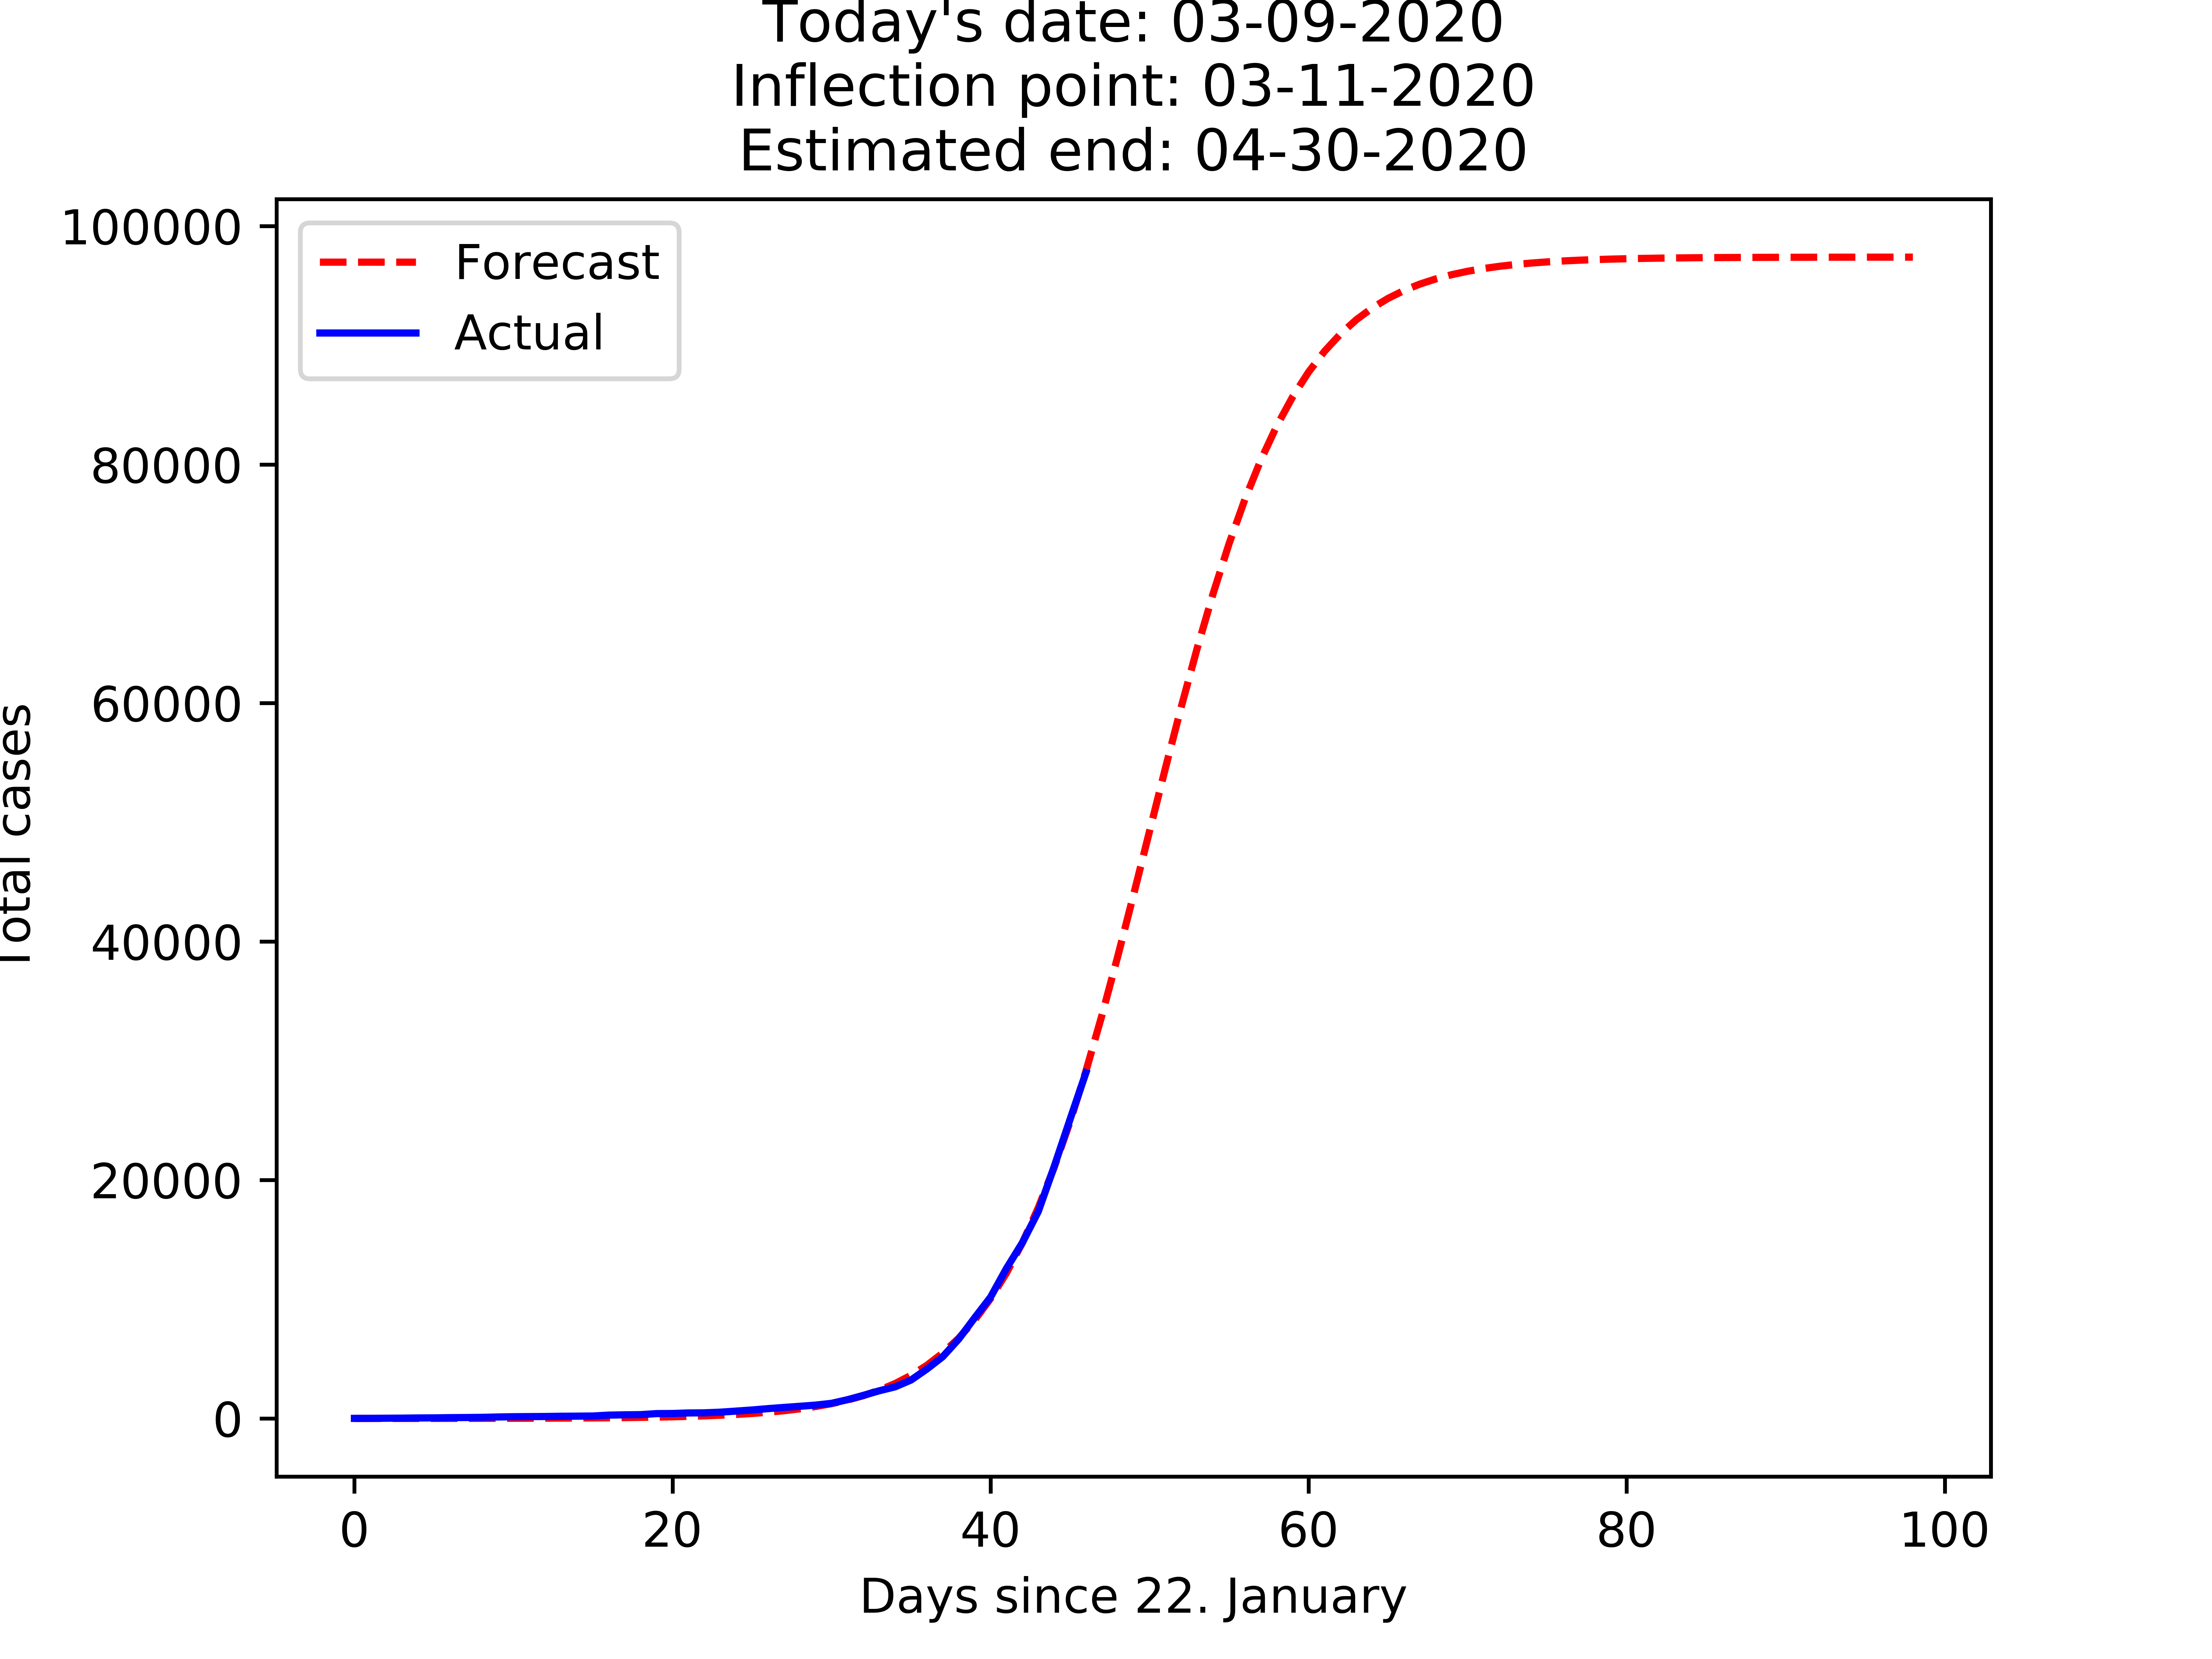 Today's date: 03-09-2020
Inflection point: 03-11-2020
Estimated end: 04-30-2020
100000
80000
60000
40000
20000
0
Forecast
Actual
Total cases
0 20 40 60 80 100
Days since 22. January